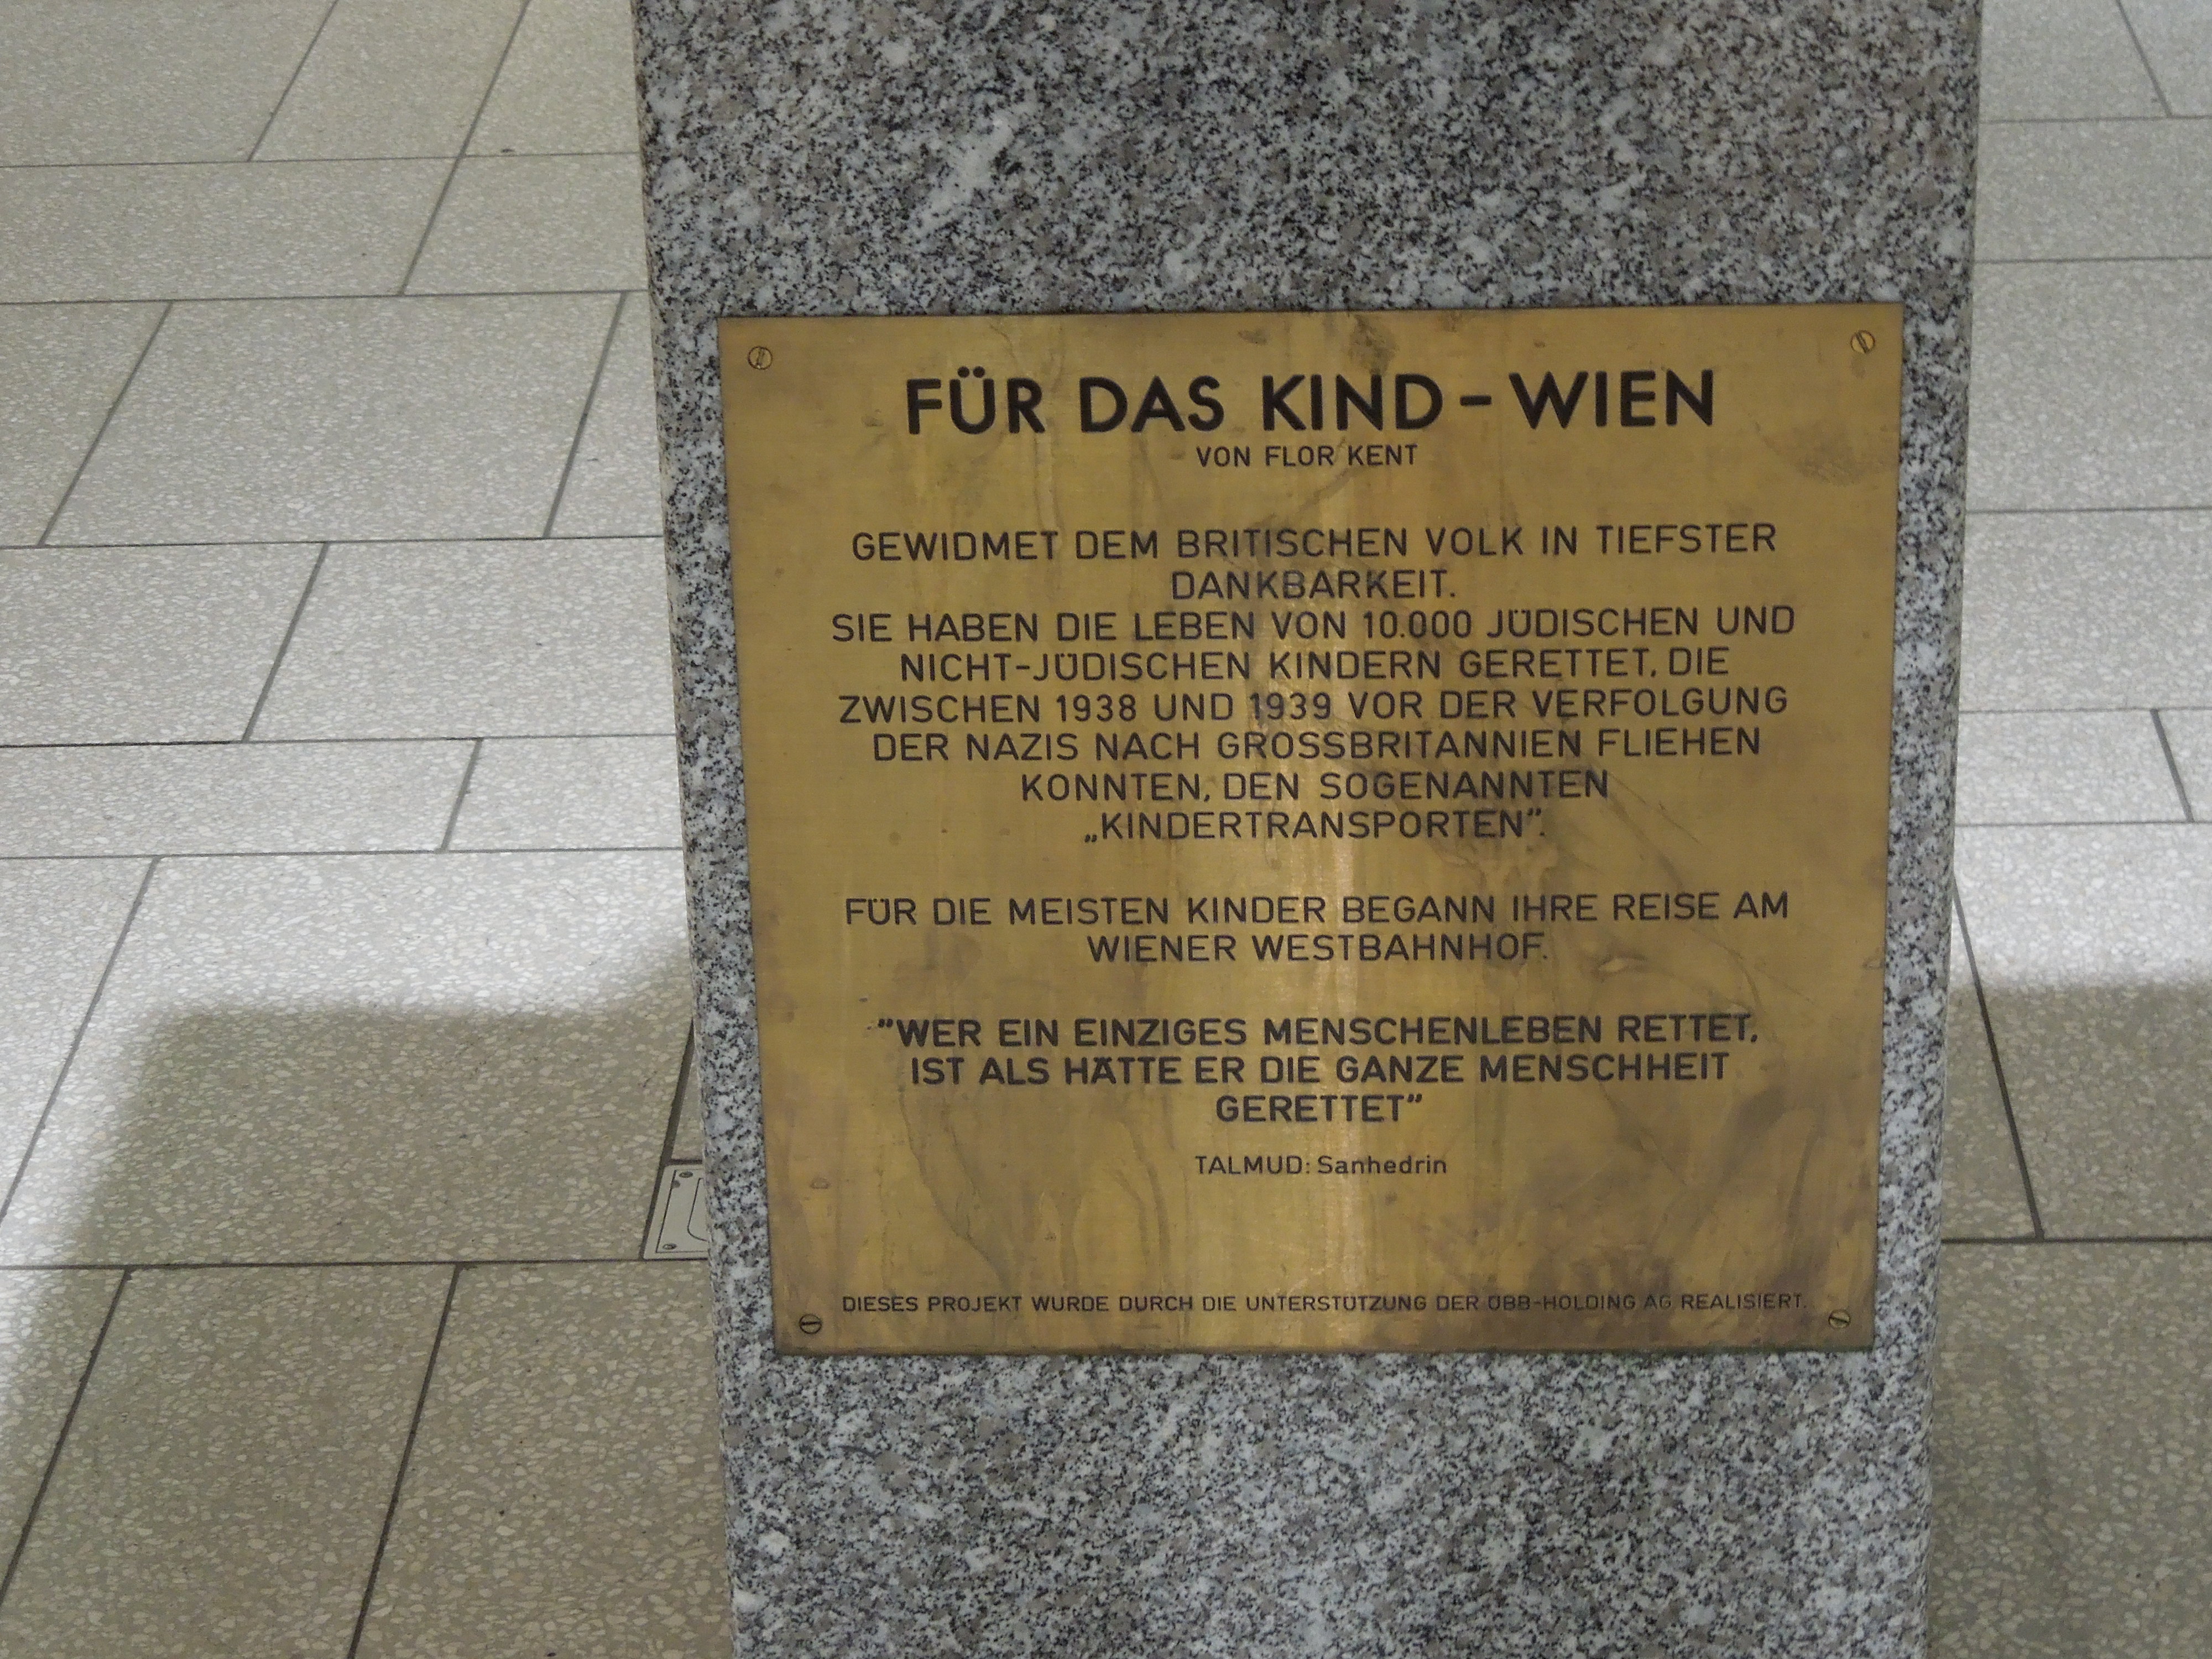 FÜR DAS KIND – WIEN
VON FLOR KENT
GEWIDMET DEM BRITISCHEN VOLK IN TIEFSTER
DANKBARKEIT.
SIE HABEN DIE LEBEN VON 10.000 JÜDISCHEN UND
NICHT-JÜDISCHEN KINDERN GERETTET, DIE
ZWISCHEN 1938 UND 1939 VOR DER VERFOLGUNG
DER NAZIS NACH GROSSBRITANNIEN FLIEHEN
KONNTEN, DEN SOGENANNTEN
„KINDERTRANSPORTEN”.
FÜR DIE MEISTEN KINDER BEGANN IHRE REISE AM
WIENER WESTBAHNHOF.
”WER EIN EINZIGES MENSCHENLEBEN RETTET,
IST ALS HÄTTE ER DIE GANZE MENSCHHEIT
GERETTET”
TALMUD: Sanhedrin
DIESES PROJEKT WURDE DURCH DIE UNTERSTÜTZUNG DER ÖBB-HOLDING AG REALISIERT.